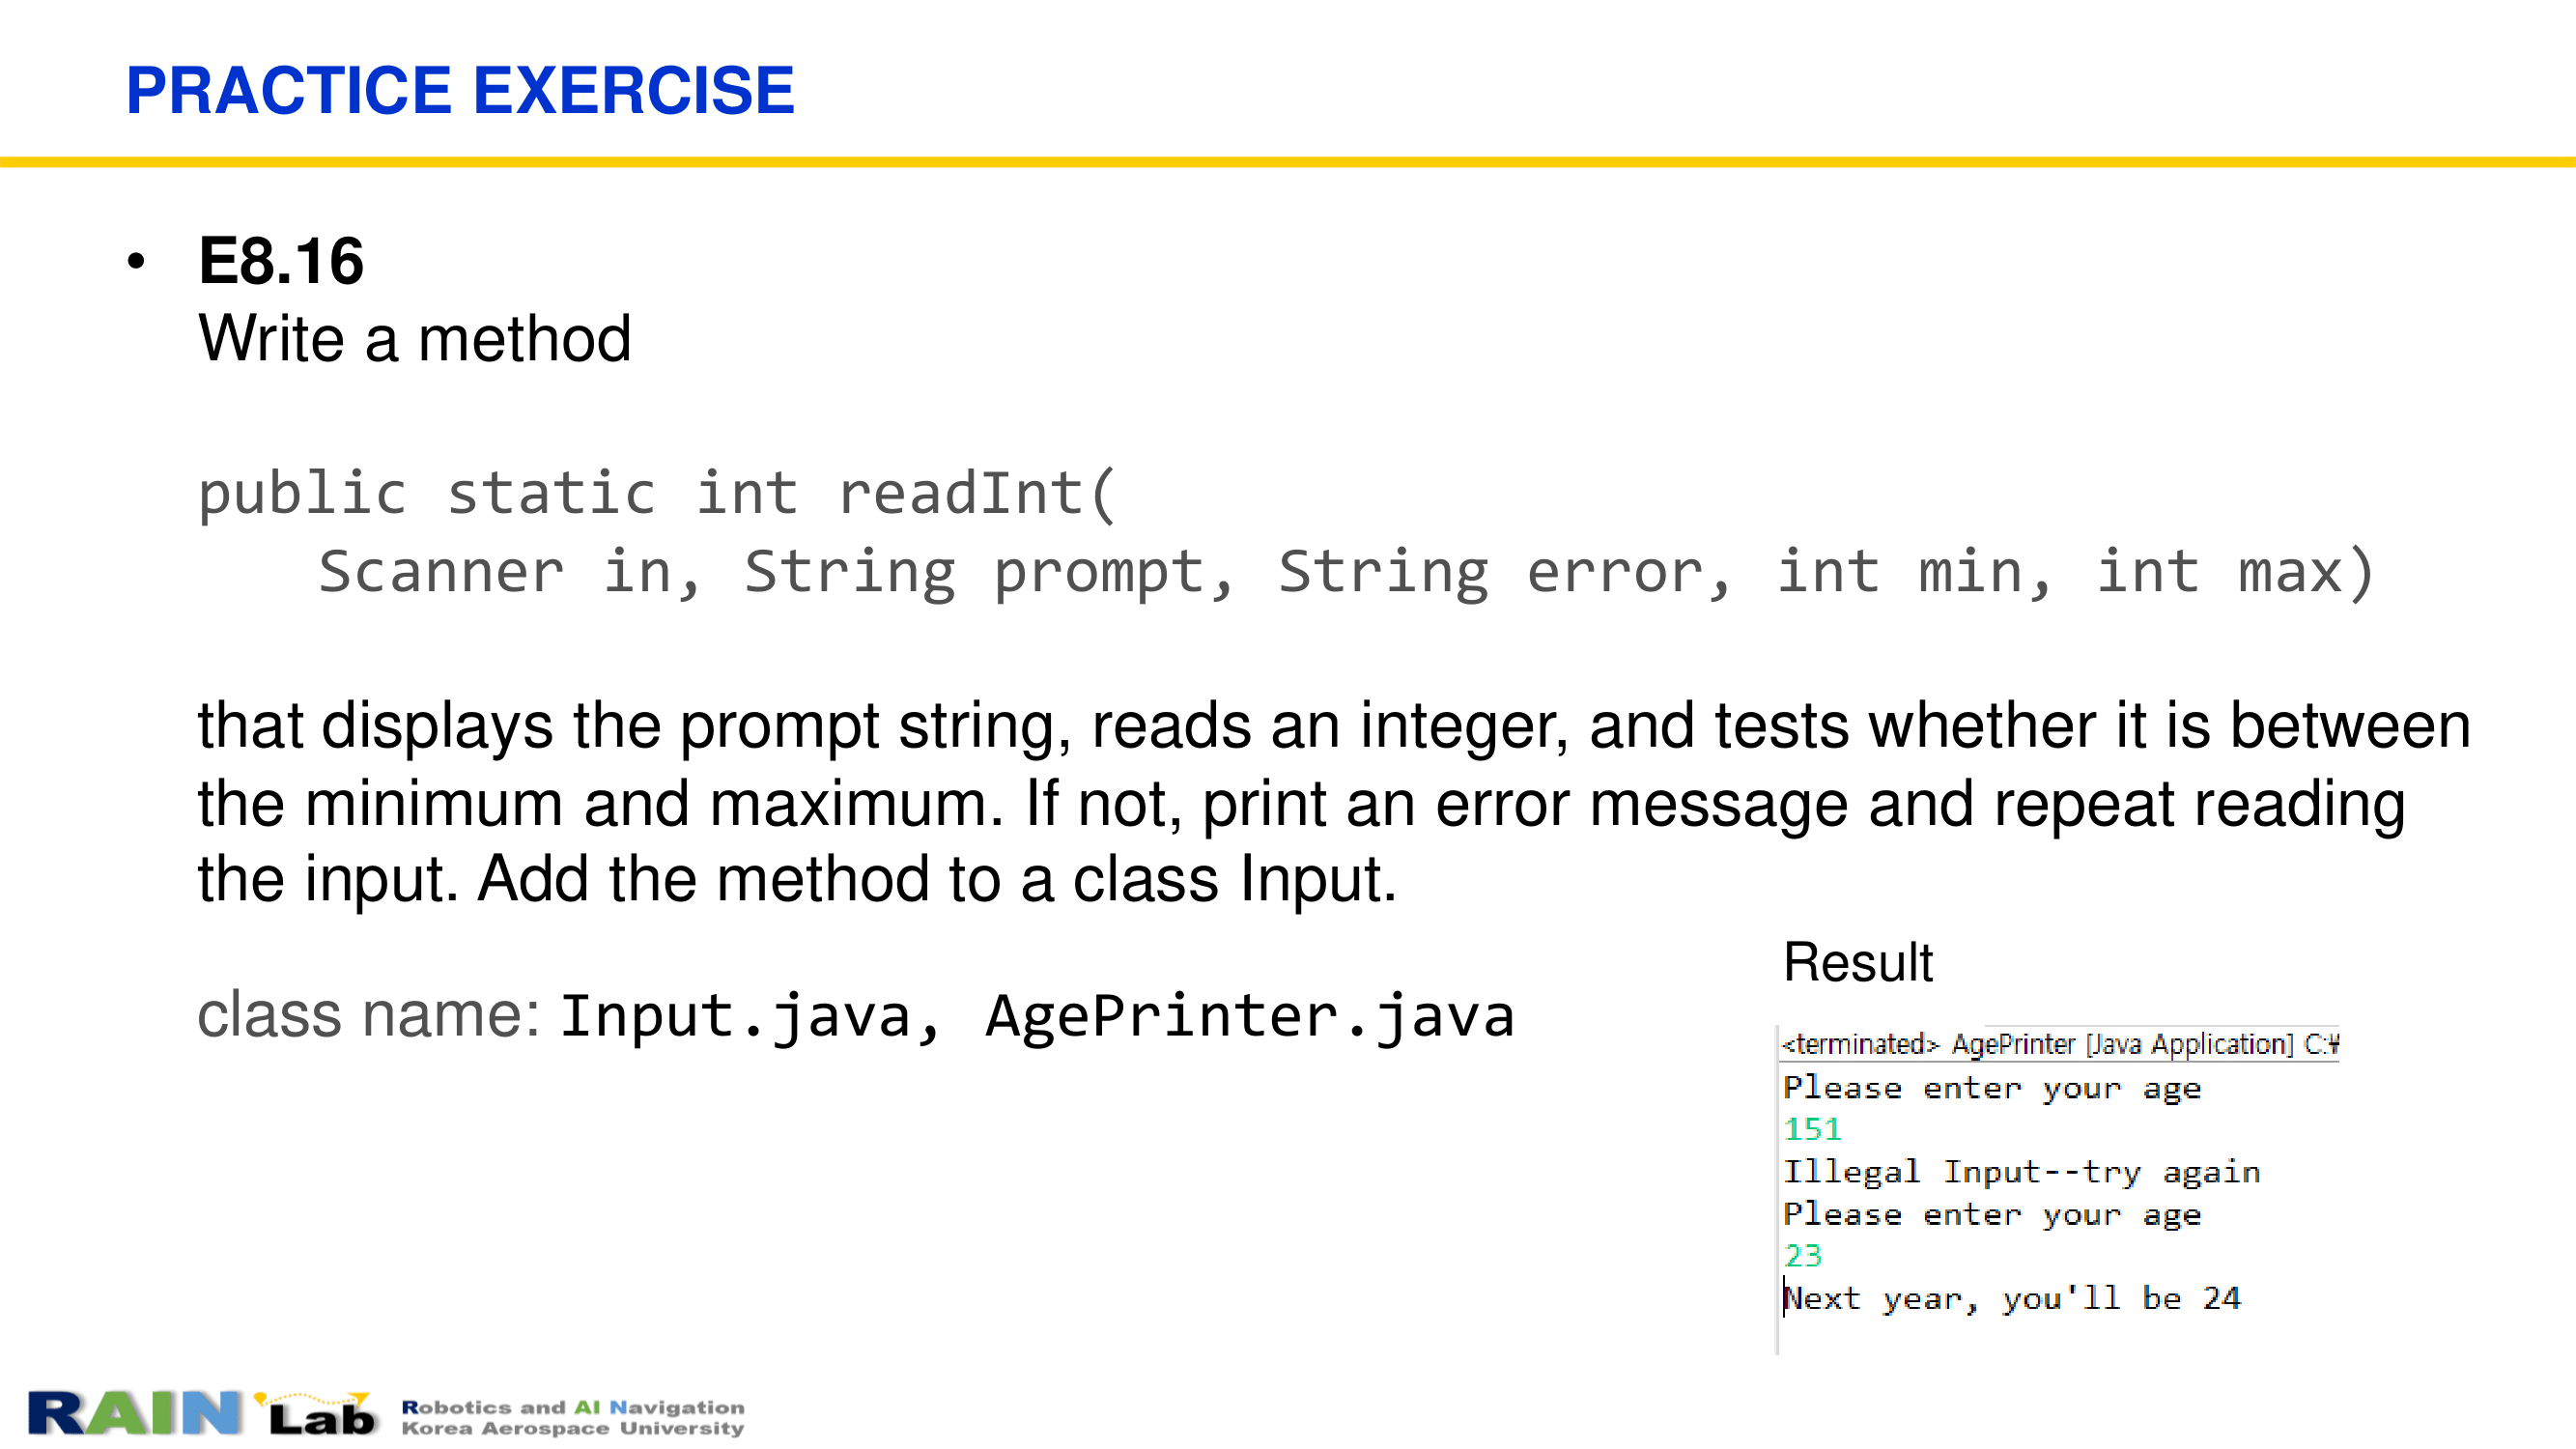 PRACTICE EXERCISE
• E8.16
Write a method
public static int readInt(
Scanner in, String prompt, String error, int min, int max)
that displays the prompt string, reads an integer, and tests whether it is between
the minimum and maximum. If not, print an error message and repeat reading
the input. Add the method to a class Input.
class name: Input.java, AgePrinter.java
Result
<terminated> AgePrinter [Java Application] C:₩
Please enter your age
151
Illegal Input--try again
Please enter your age
23
Next year, you'll be 24
RAIN Lab
Robotics and AI Navigation
Korea Aerospace University